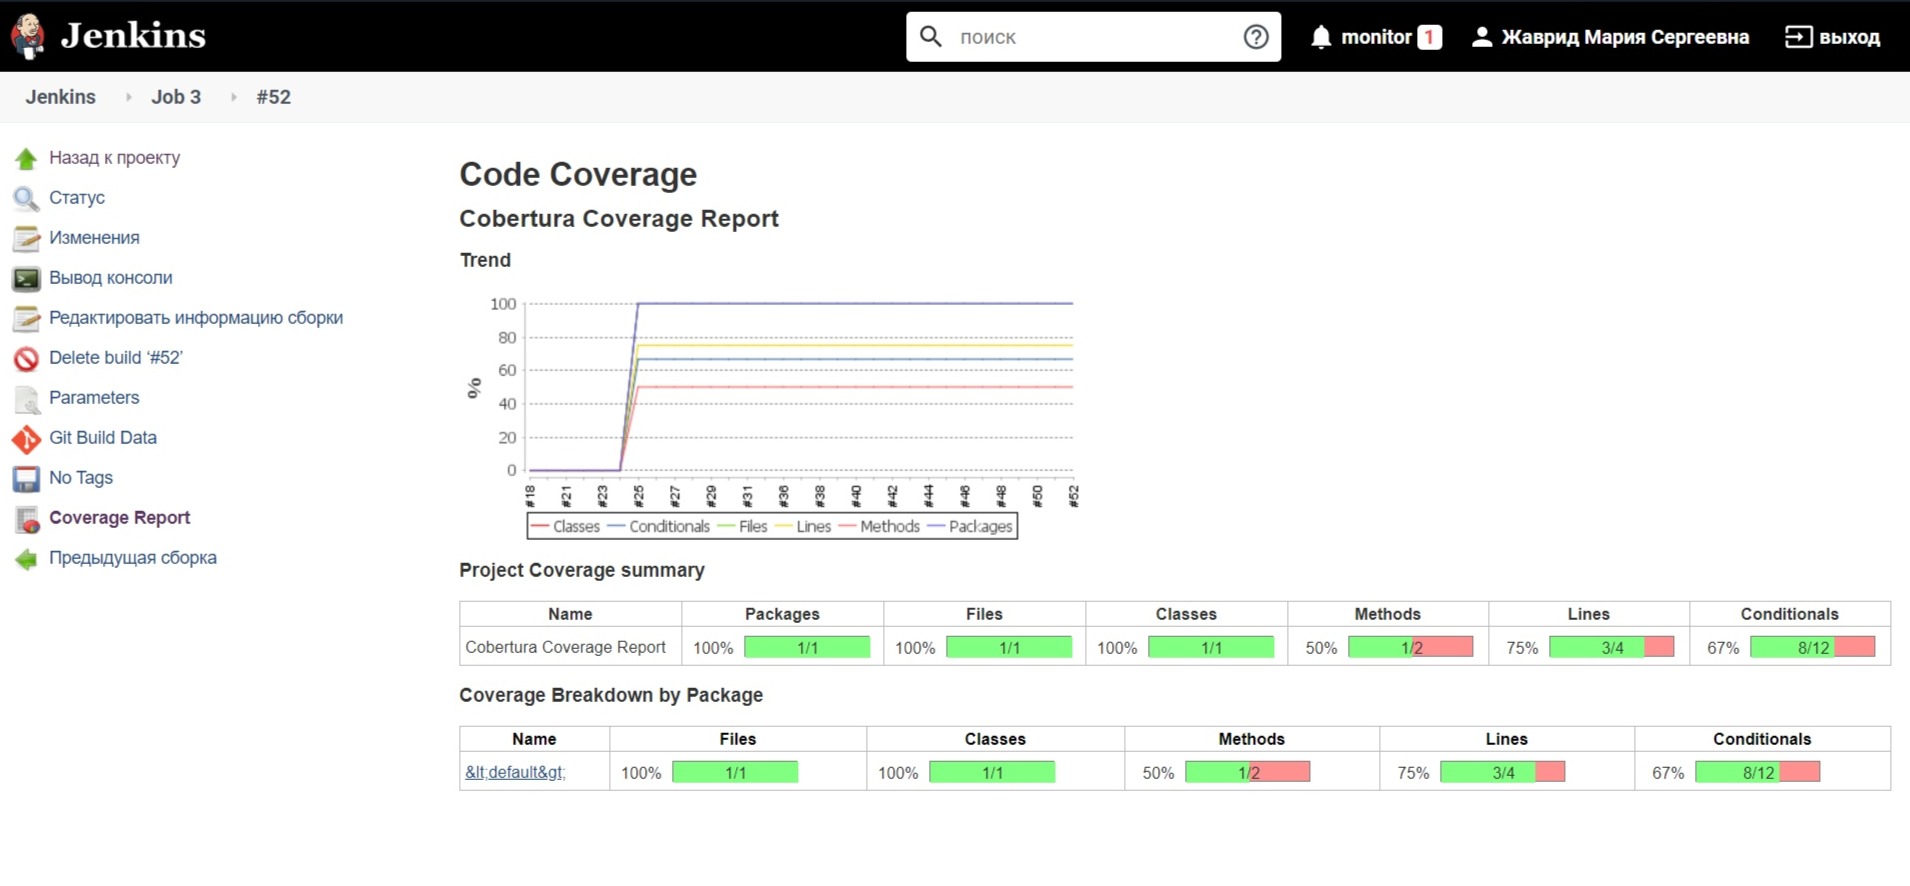 Jenkins
поиск
monitor 1
Жаврид Мария Сергеевна
выход
Jenkins Job 3 #52
Назад к проекту
Статус
Изменения
Вывод консоли
Редактировать информацию сборки
Delete build ‘#52’
Parameters
Git Build Data
No Tags
Coverage Report
Предыдущая сборка
Code Coverage
Cobertura Coverage Report
Trend
100
80
60
40
20
0
%
#18 #21 #23 #25 #27 #29 #31 #36 #38 #40 #42 #44 #46 #48 #50 #52
Classes Conditionals Files Lines Methods Packages
Project Coverage summary
Name Packages Files Classes Methods Lines Conditionals
Cobertura Coverage Report 100% 1/1 100% 1/1 100% 1/1 50% 1/2 75% 3/4 67% 8/12
Coverage Breakdown by Package
Name Files Classes Methods Lines Conditionals
&lt;default&gt; 100% 1/1 100% 1/1 50% 1/2 75% 3/4 67% 8/12